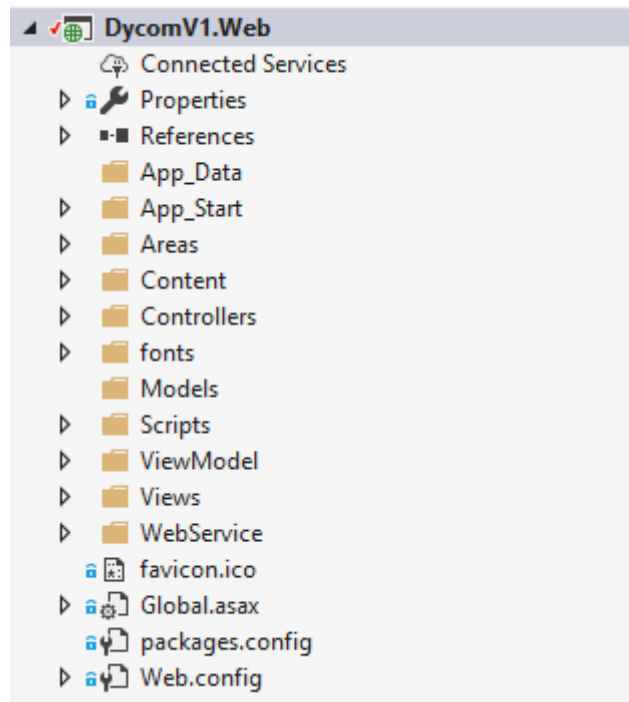 DycomV1.Web
Connected Services
Properties
References
App_Data
App_Start
Areas
Content
Controllers
fonts
Models
Scripts
ViewModel
Views
WebService
favicon.ico
Global.asax
packages.config
Web.config